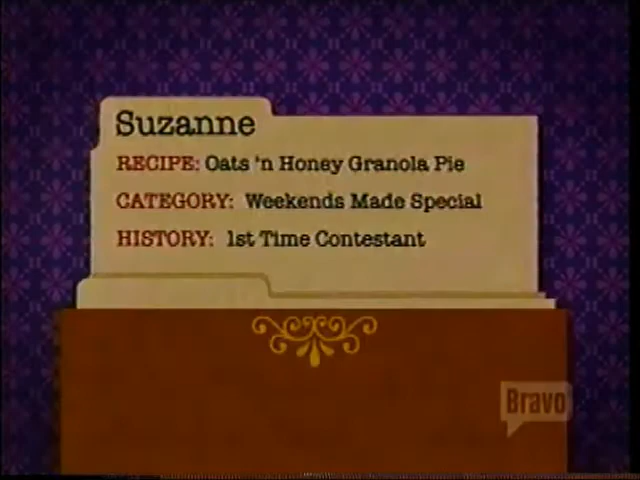 Suzanne
RECIPE: Oats 'n Honey Granola Pie
CATEGORY: Weekends Made Special
HISTORY: 1st Time Contestant
Bravo